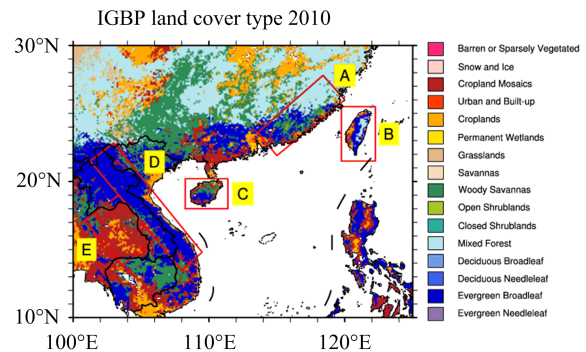 IGBP land cover type 2010
30°N
20°N
10°N
100°E
110°E
120°E
A
B
C
D
E
Barren or Sparsely Vegetated
Snow and Ice
Cropland Mosaics
Urban and Built-up
Croplands
Permanent Wetlands
Grasslands
Savannas
Woody Savannas
Open Shrublands
Closed Shrublands
Mixed Forest
Deciduous Broadleaf
Deciduous Needleleaf
Evergreen Broadleaf
Evergreen Needleleaf